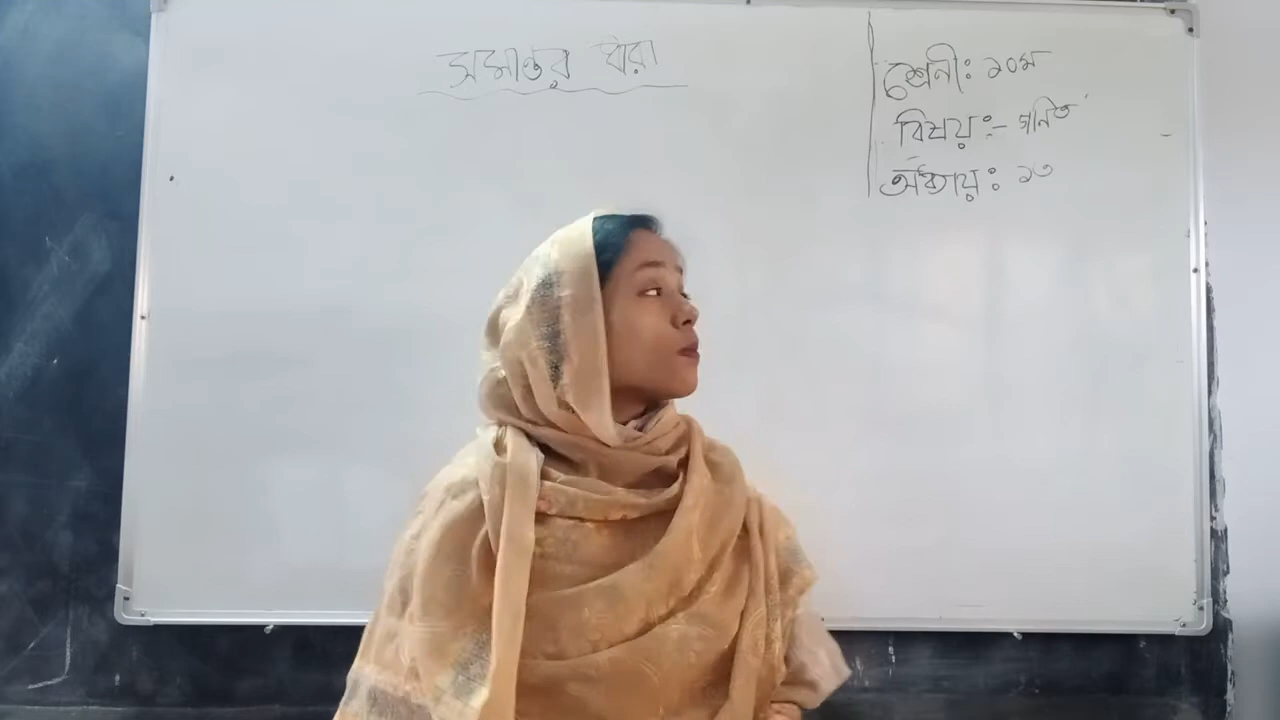 সমান্তর ধারা
শ্রেনী: ১০ম
বিষয়:- গনিত
অধ্যায়: ১৩